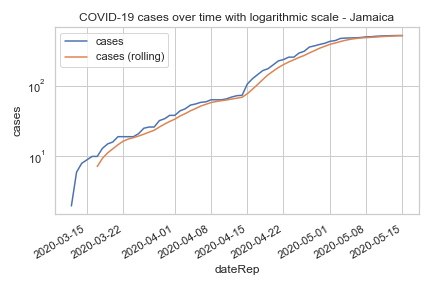 COVID-19 cases over time with logarithmic scale - Jamaica
cases
cases (rolling)
cases
10²
10¹
2020-03-15
2020-03-22
2020-04-01
2020-04-08
2020-04-15
2020-04-22
2020-05-01
2020-05-08
2020-05-15
dateRep